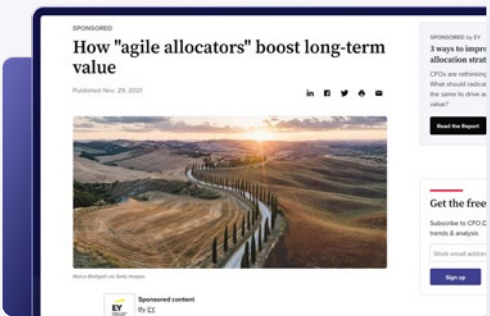 SPONSORED
How "agile allocators" boost long-term
value
Published Nov. 29, 2021
Marco Bottigelli via Getty Images
EY
Sponsored content
By EY
SPONSORED by EY
3 ways to impro
allocation strat
CFOs are rethinking
What should radical
the same to drive a
value?
Read the Report
Get the free
Subscribe to CFO D
trends & analysis
Work email addres
Sign up